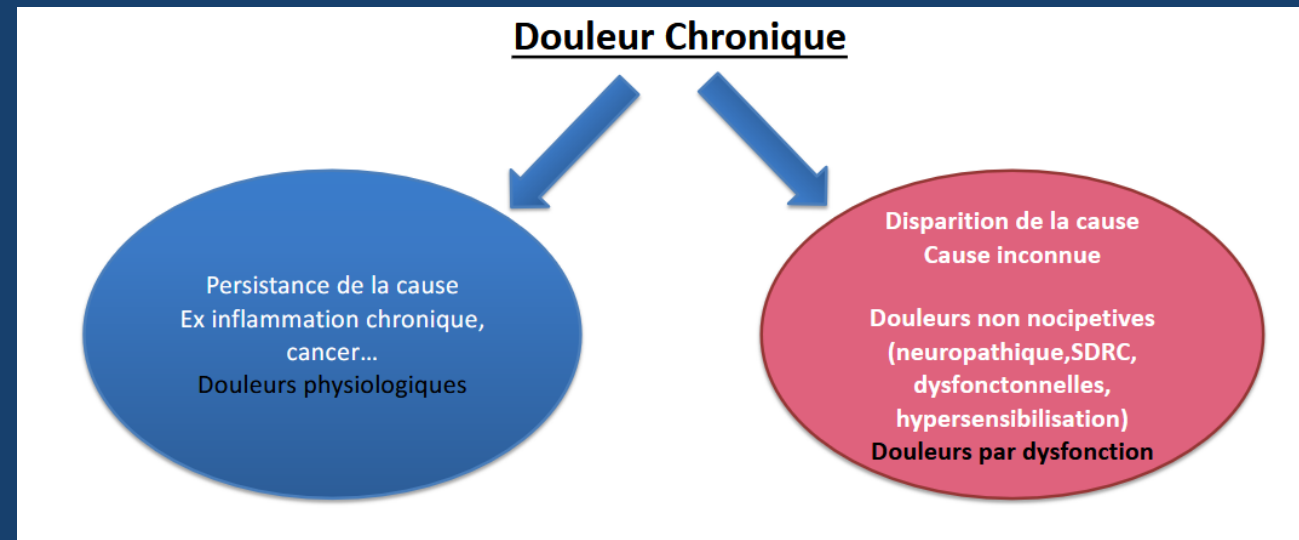 Douleur Chronique
Persistance de la cause
Ex inflammation chronique,
cancer...
Douleurs physiologiques
Disparition de la cause
Cause inconnue
Douleurs non nocipetives
(neuropathique,SDRC,
dysfonctonnelles,
hypersensibilisation)
Douleurs par dysfonction